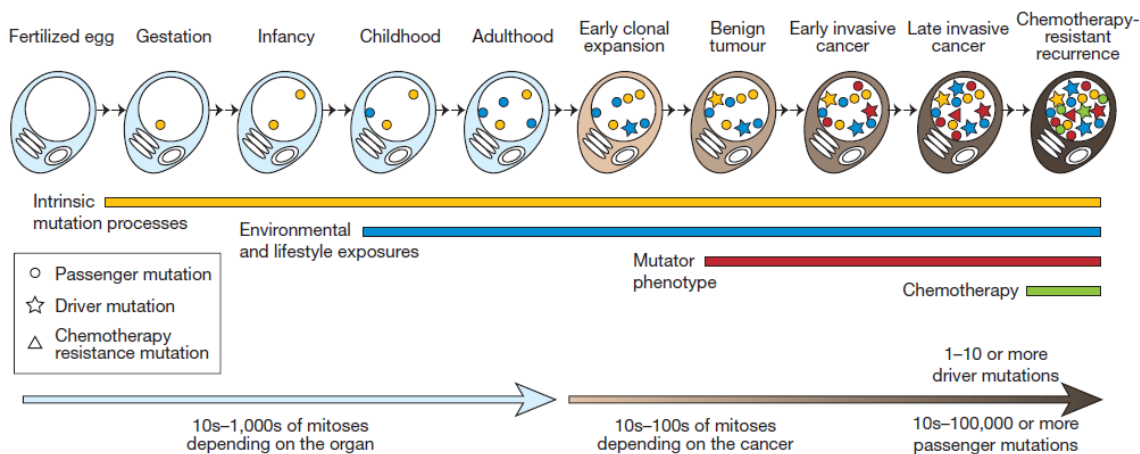 Fertilized egg
Gestation
Infancy
Childhood
Adulthood
Early clonal
expansion
Benign
tumour
Early invasive
cancer
Late invasive
cancer
Chemotherapy-
resistant
recurrence
Intrinsic
mutation processes
Environmental
and lifestyle exposures
Mutator
phenotype
Chemotherapy
Passenger mutation
Driver mutation
Chemotherapy
resistance mutation
10s–1,000s of mitoses
depending on the organ
10s–100s of mitoses
depending on the cancer
1–10 or more
driver mutations
10s–100,000 or more
passenger mutations